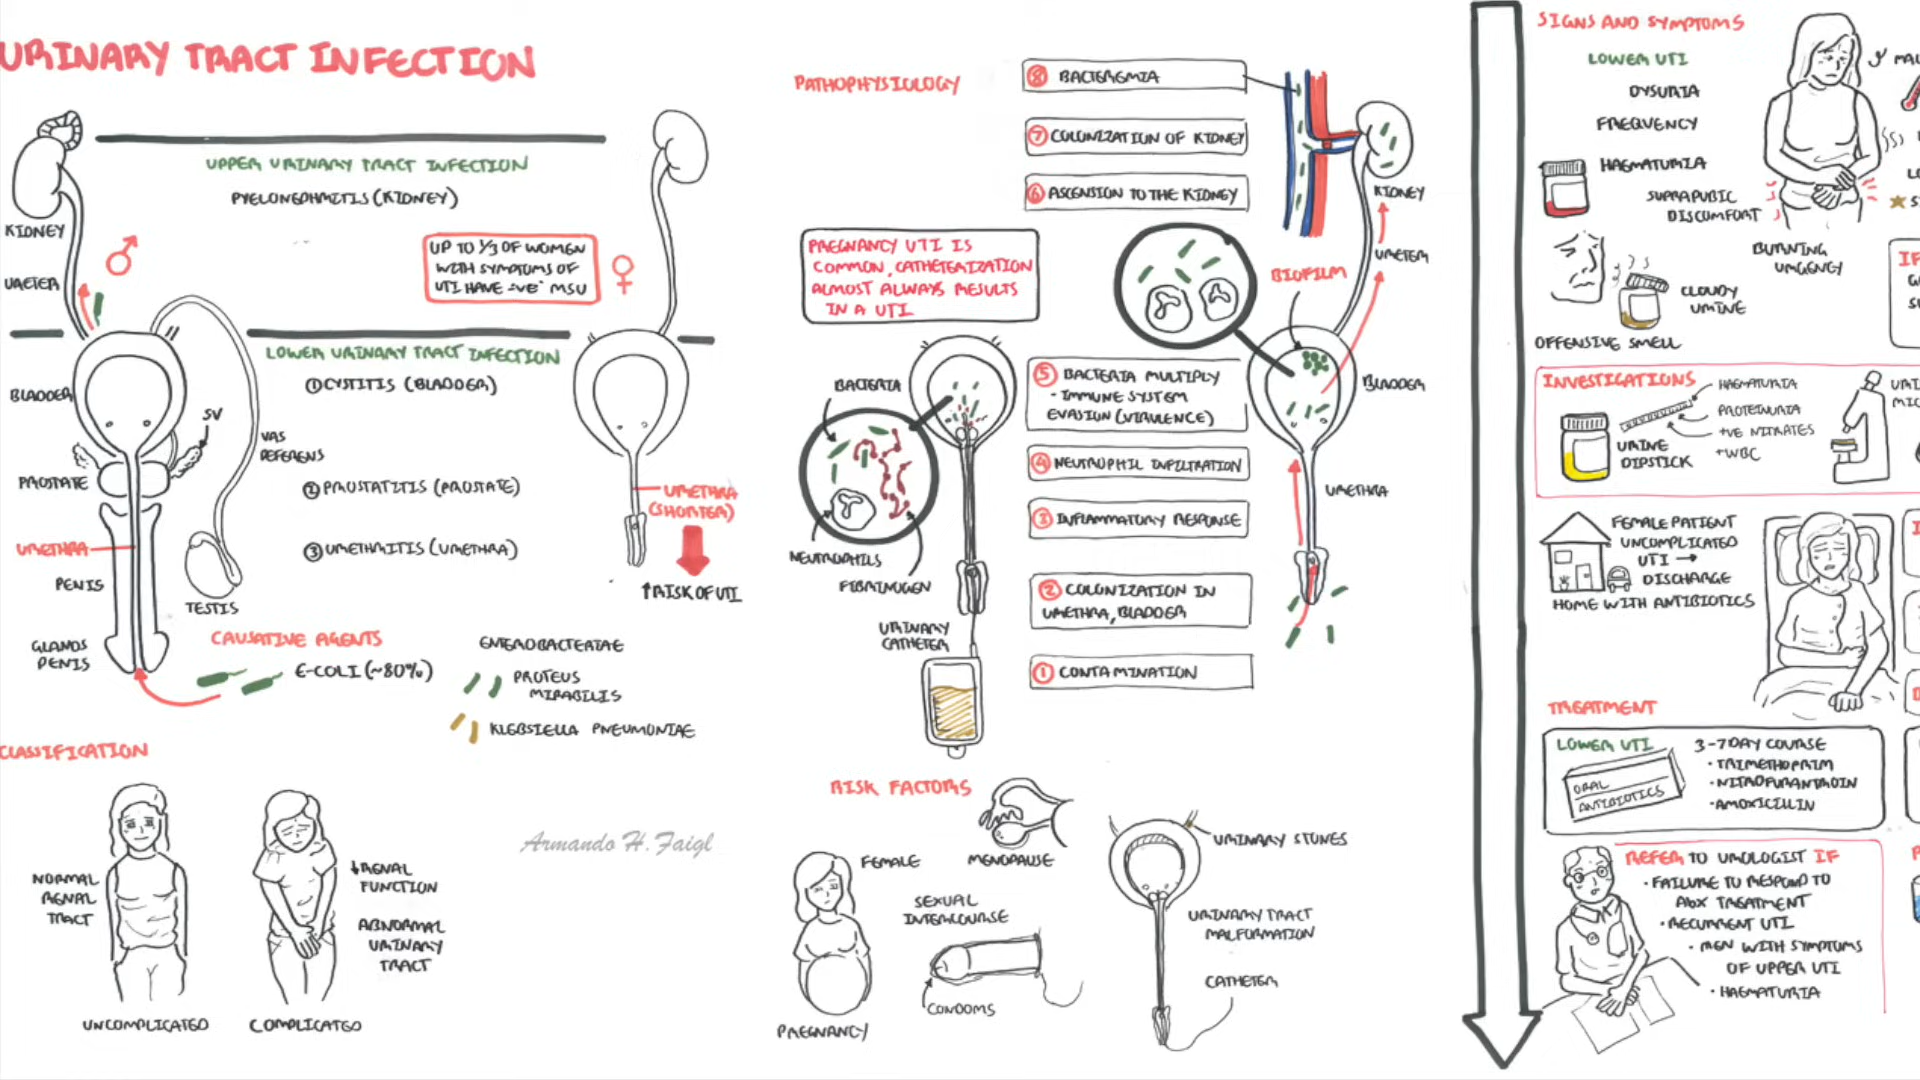 URINARY TRACT INFECTION
UPPER URINARY TRACT INFECTION
PYELONEPHRITIS (KIDNEY)
KIDNEY
URETER
♂
UP TO 1/3 OF WOMEN
WITH SYMPTOMS OF
UTI HAVE -VE MSU
♀
LOWER URINARY TRACT INFECTION
① CYSTITIS (BLADDER)
BLADDER
SV
VAS
DEFERENS
PROSTATE
② PROSTATITIS (PROSTATE)
URETHRA
(SHORTER)
URETHRA
③ URETHRITIS (URETHRA)
PENIS
TESTIS
↑ RISK OF UTI
GLANDS
PENIS
CAUSATIVE AGENTS
E-COLI (~80%)
ENTEROBACTERIAE
PROTEUS
MIRABILIS
KLEBSIELLA PNEUMONIAE
CLASSIFICATION
NORMAL
RENAL
TRACT
UNCOMPLICATED
↓RENAL
FUNCTION
ABNORMAL
URINARY
TRACT
COMPLICATED
Armando H. Faigl
PATHOPHYSIOLOGY
⑧ BACTEREMIA
⑦ COLONIZATION OF KIDNEY
⑥ ASCENSION TO THE KIDNEY
KIDNEY
URETER
PREGNANCY UTI IS
COMMON, CATHETERIZATION
ALMOST ALWAYS RESULTS
IN A UTI
BIOFILM
BLADDER
BACTERIA
⑤ BACTERIA MULTIPLY
- IMMUNE SYSTEM
EVASION (VIRULENCE)
④ NEUTROPHIL INFILTRATION
③ INFLAMMATORY RESPONSE
URETHRA
NEUTROPHILS
FIBRINOGEN
② COLONIZATION IN
URETHRA, BLADDER
URINARY
CATHETER
① CONTAMINATION
RISK FACTORS
FEMALE
MENOPAUSE
URINARY STONES
SEXUAL
INTERCOURSE
URINARY TRACT
MALFORMATION
CATHETER
CONDOMS
PREGNANCY
SIGNS AND SYMPTOMS
LOWER UTI
DYSURIA
FREQUENCY
HAEMATURIA
SUPRAPUBIC
DISCOMFORT
BURNING
URGENCY
CLOUDY
URINE
OFFENSIVE SMELL
IF
INVESTIGATIONS
HAEMATURIA
PROTEINURIA
+VE NITRATES
+WBC
URINE
DIPSTICK
FEMALE PATIENT
UNCOMPLICATED
UTI →
DISCHARGE
HOME WITH ANTIBIOTICS
TREATMENT
LOWER UTI
ORAL
ANTIBIOTICS
3-7 DAY COURSE
· TRIMETHOPRIM
· NITROFURANTROIN
· AMOXICILLIN
REFER TO UROLOGIST IF
· FAILURE TO RESPOND TO
ABX TREATMENT
· RECURRENT UTI
· MEN WITH SYMPTOMS
OF UPPER UTI
· HAEMATURIA